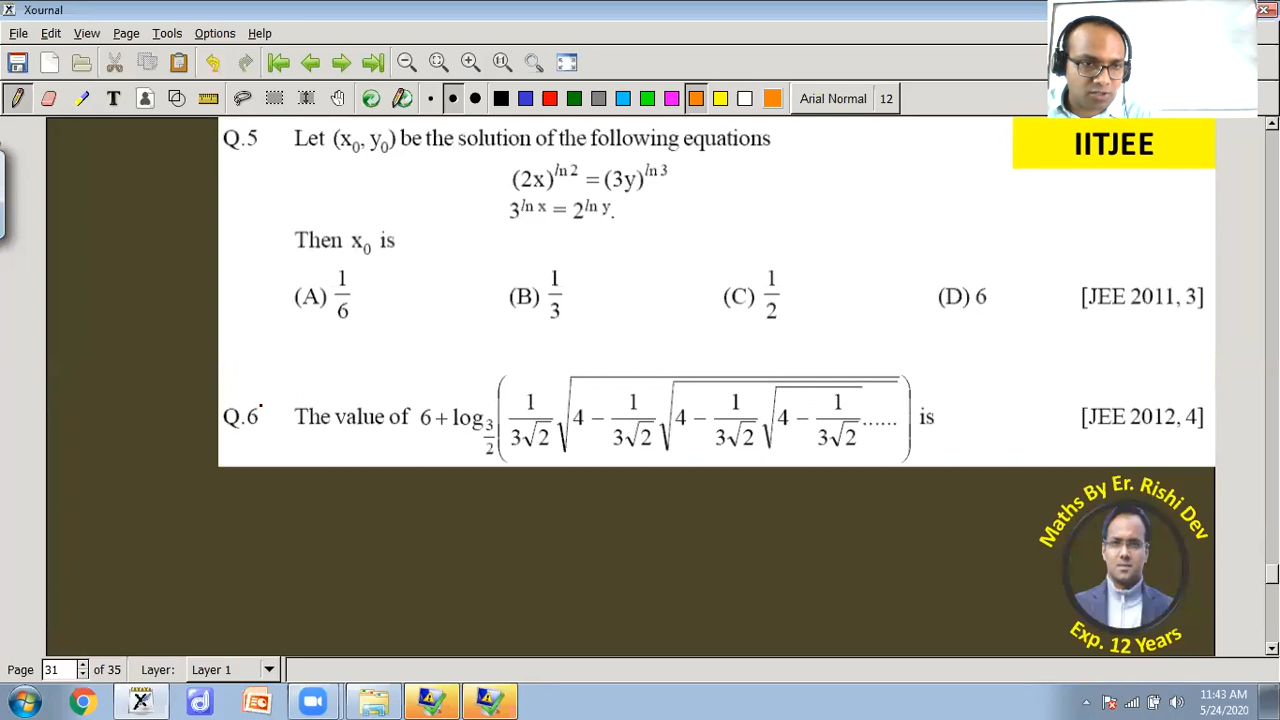 Xournal
File Edit View Page Tools Options Help
Arial Normal 12
IITJEE
Q.5 Let (x₀, y₀) be the solution of the following equations
(2x)^{ln 2} = (3y)^{ln 3}
3^{ln x} = 2^{ln y}.
Then x₀ is
(A) 1/6 (B) 1/3 (C) 1/2 (D) 6 [JEE 2011, 3]
Q.6 The value of 6 + log_{3/2} ( 1/(3√2) √(4 − 1/(3√2) √(4 − 1/(3√2) √(4 − 1/(3√2) ......))) ) is [JEE 2012, 4]
Maths By Er. Rishi Dev
Exp. 12 Years
Page 31 of 35 Layer: Layer 1
11:43 AM
5/24/2020